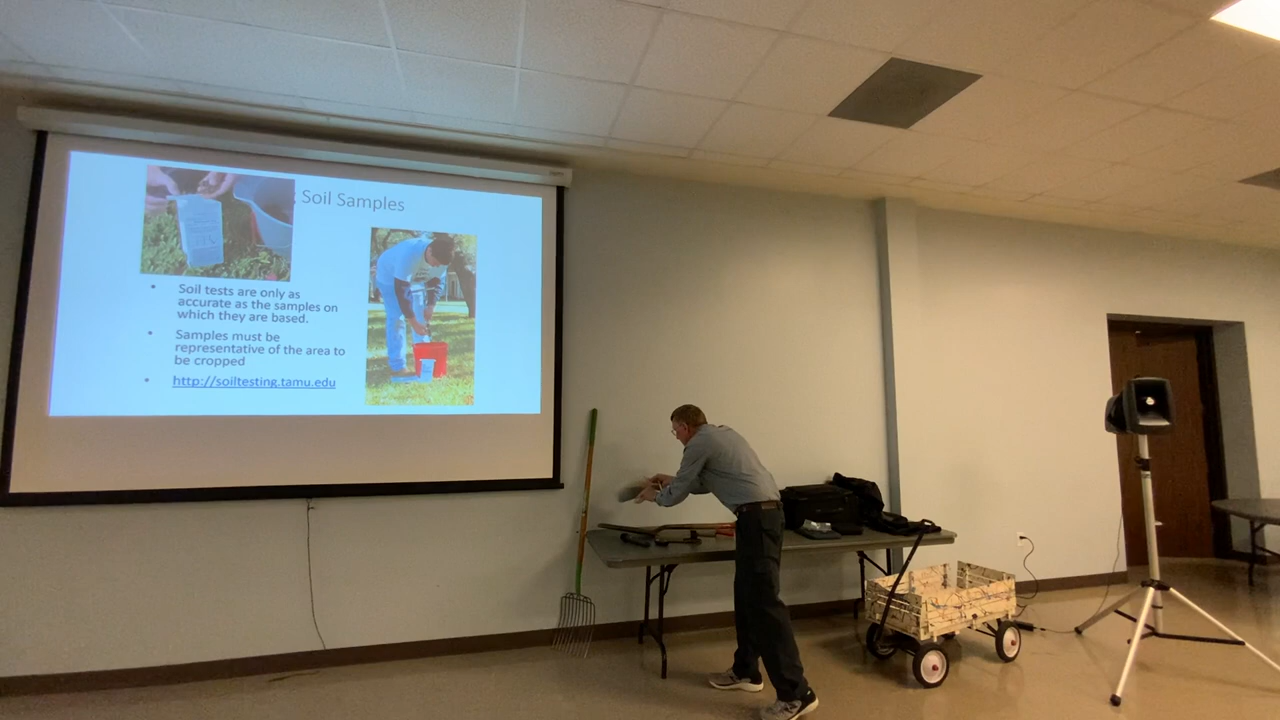 Soil Samples
• Soil tests are only as
accurate as the samples on
which they are based.
• Samples must be
representative of the area to
be cropped
• http://soiltesting.tamu.edu